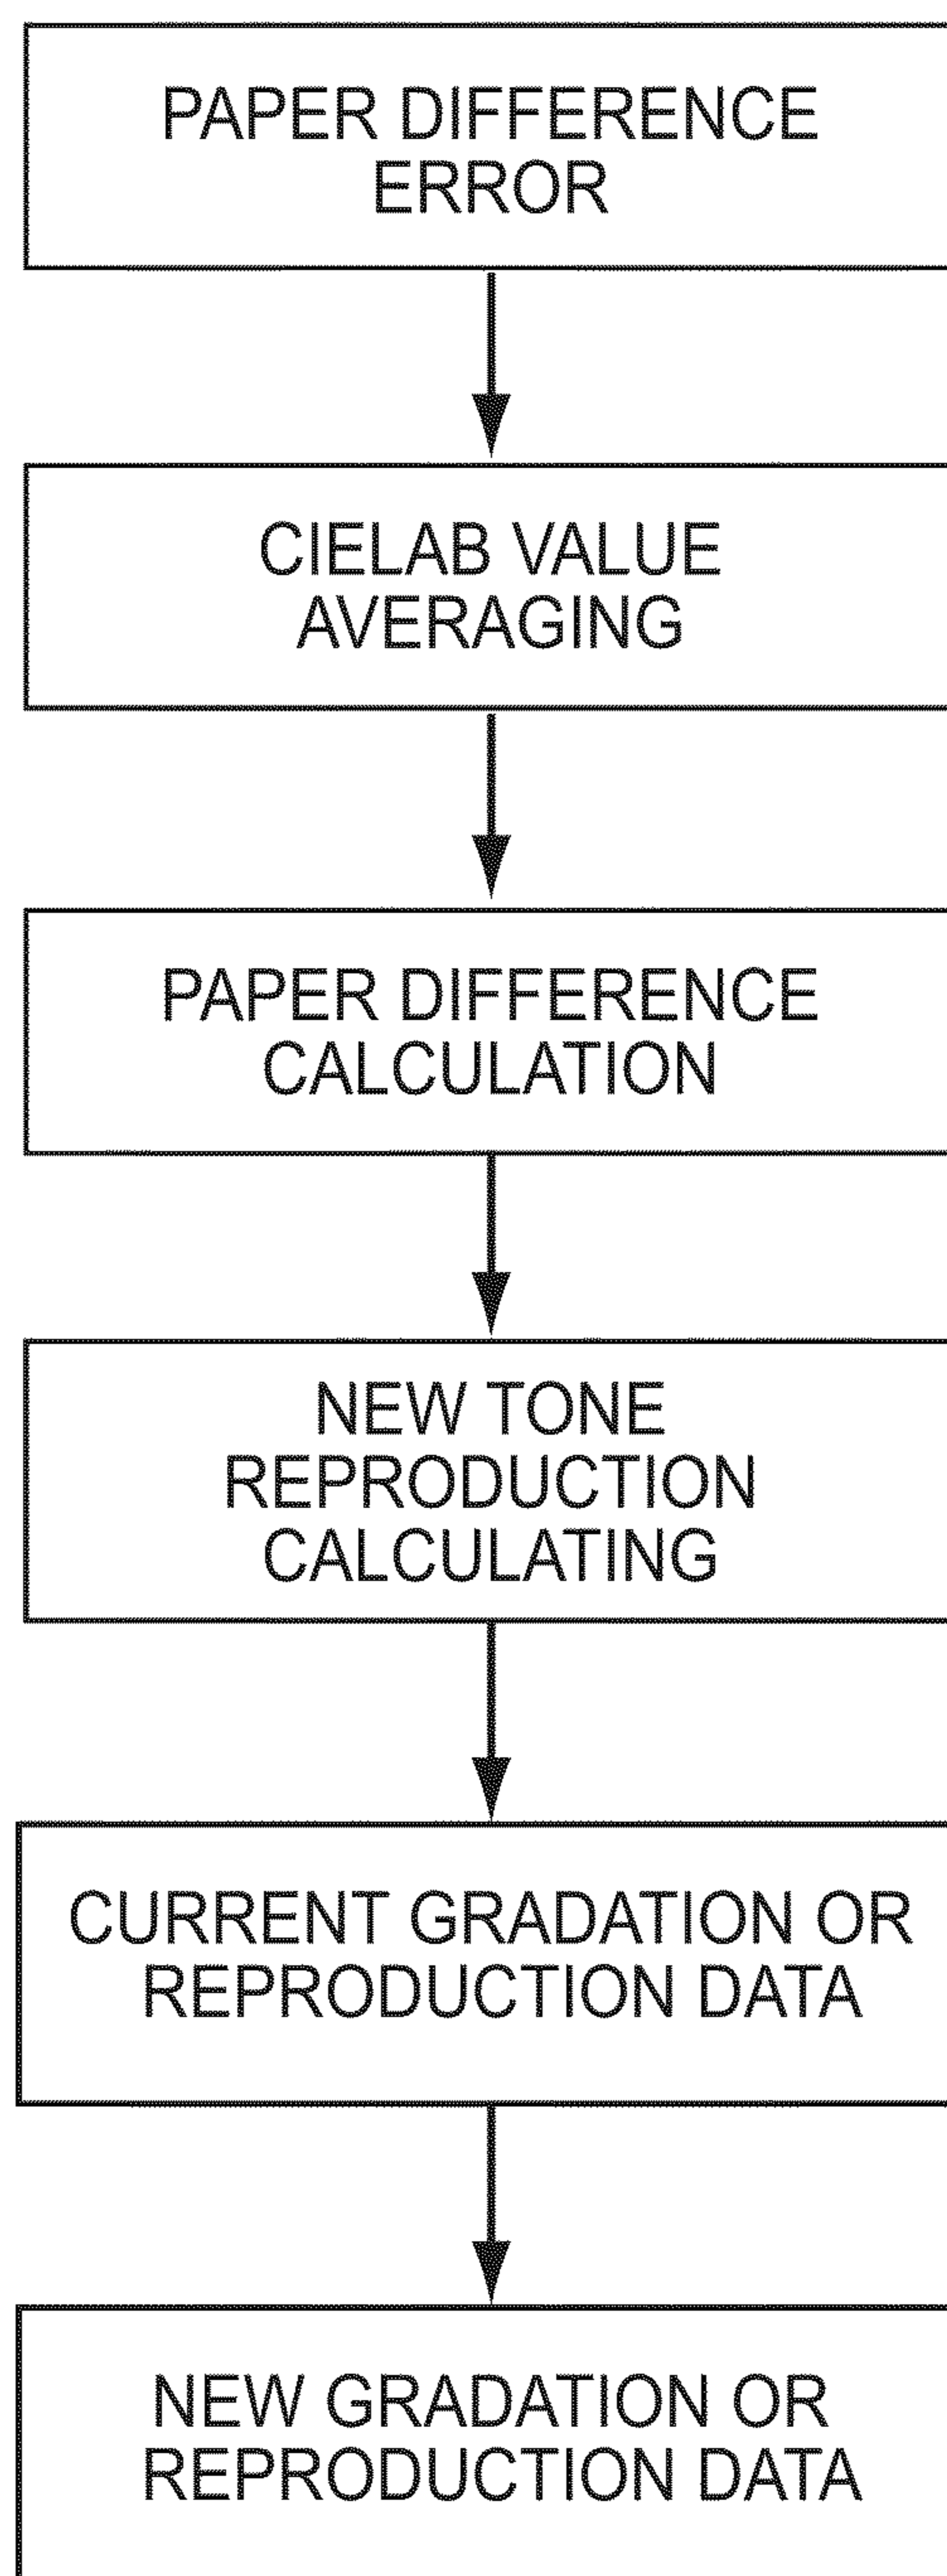 PAPER DIFFERENCE
ERROR
CIELAB VALUE
AVERAGING
PAPER DIFFERENCE
CALCULATION
NEW TONE
REPRODUCTION
CALCULATING
CURRENT GRADATION OR
REPRODUCTION DATA
NEW GRADATION OR
REPRODUCTION DATA